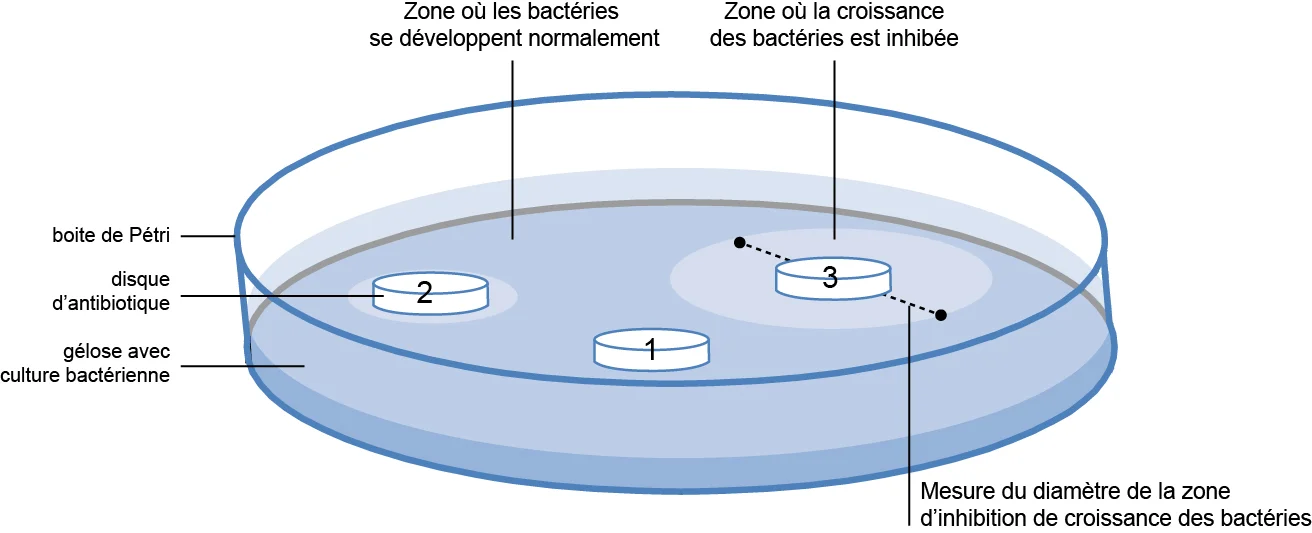 Zone où les bactéries
se développent normalement
Zone où la croissance
des bactéries est inhibée
boite de Pétri
disque
d’antibiotique
gélose avec
culture bactérienne
2
3
1
Mesure du diamètre de la zone
d’inhibition de croissance des bactéries